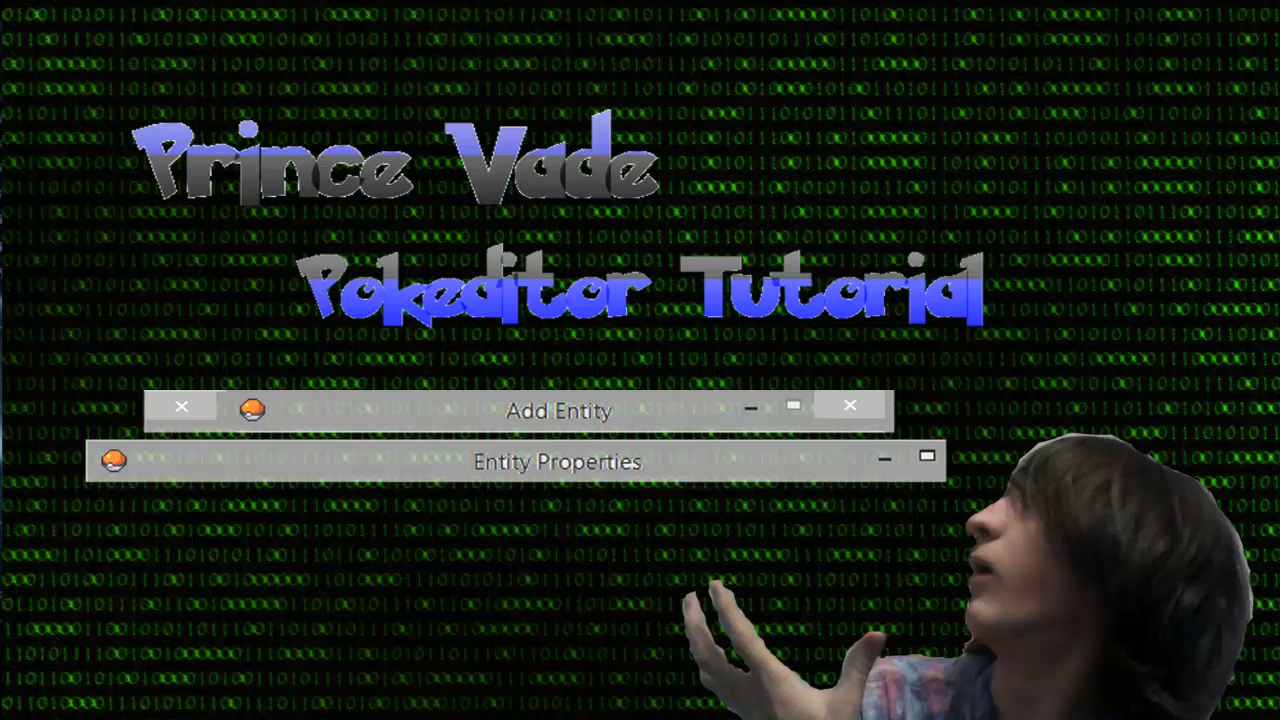 Prince Vade
Pokeditor Tutorial
Add Entity
Entity Properties